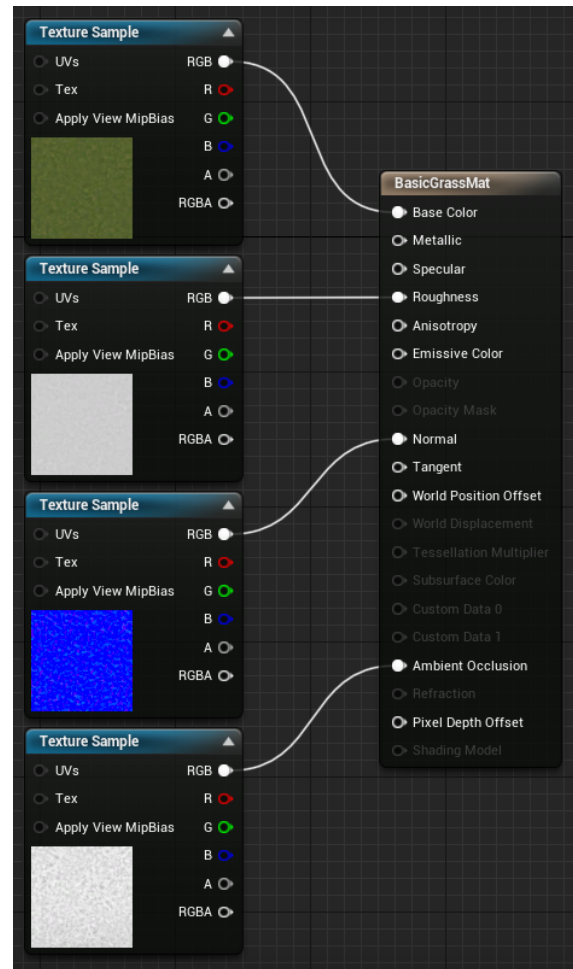 Texture Sample
UVs RGB
Tex R
Apply View MipBias G
B
A
RGBA
Texture Sample
UVs RGB
Tex R
Apply View MipBias G
B
A
RGBA
Texture Sample
UVs RGB
Tex R
Apply View MipBias G
B
A
RGBA
Texture Sample
UVs RGB
Tex R
Apply View MipBias G
B
A
RGBA
BasicGrassMat
Base Color
Metallic
Specular
Roughness
Anisotropy
Emissive Color
Opacity
Opacity Mask
Normal
Tangent
World Position Offset
World Displacement
Tessellation Multiplier
Subsurface Color
Custom Data 0
Custom Data 1
Ambient Occlusion
Refraction
Pixel Depth Offset
Shading Model